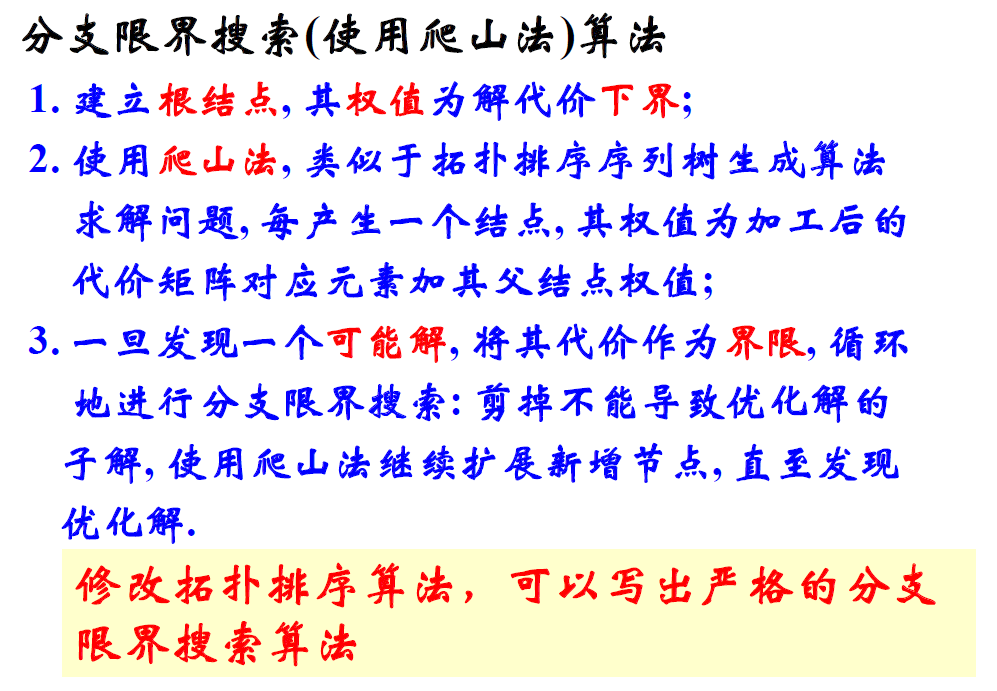 分支限界搜索(使用爬山法)算法
1. 建立根结点, 其权值为解代价下界;
2. 使用爬山法, 类似于拓扑排序序列树生成算法
求解问题, 每产生一个结点, 其权值为加工后的
代价矩阵对应元素加其父结点权值;
3. 一旦发现一个可能解, 将其代价作为界限, 循环
地进行分支限界搜索: 剪掉不能导致优化解的
子解, 使用爬山法继续扩展新增节点, 直至发现
优化解.
修改拓扑排序算法，可以写出严格的分支
限界搜索算法